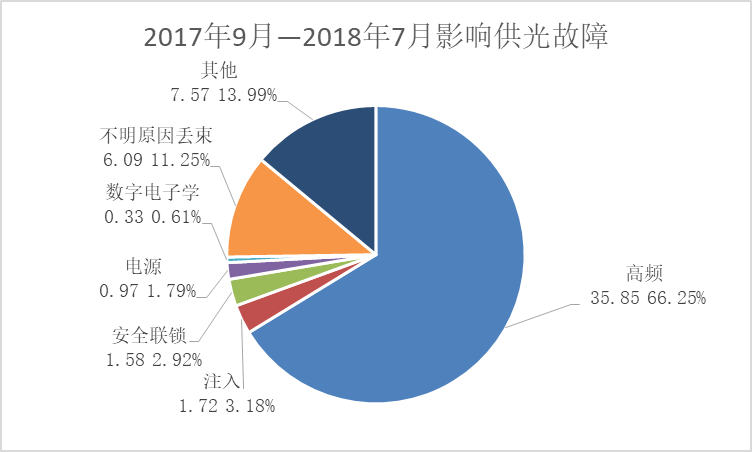 2017年9月—2018年7月影响供光故障
其他
7.57 13.99%
不明原因丢束
6.09 11.25%
数字电子学
0.33 0.61%
电源
0.97 1.79%
安全联锁
1.58 2.92%
注入
1.72 3.18%
高频
35.85 66.25%